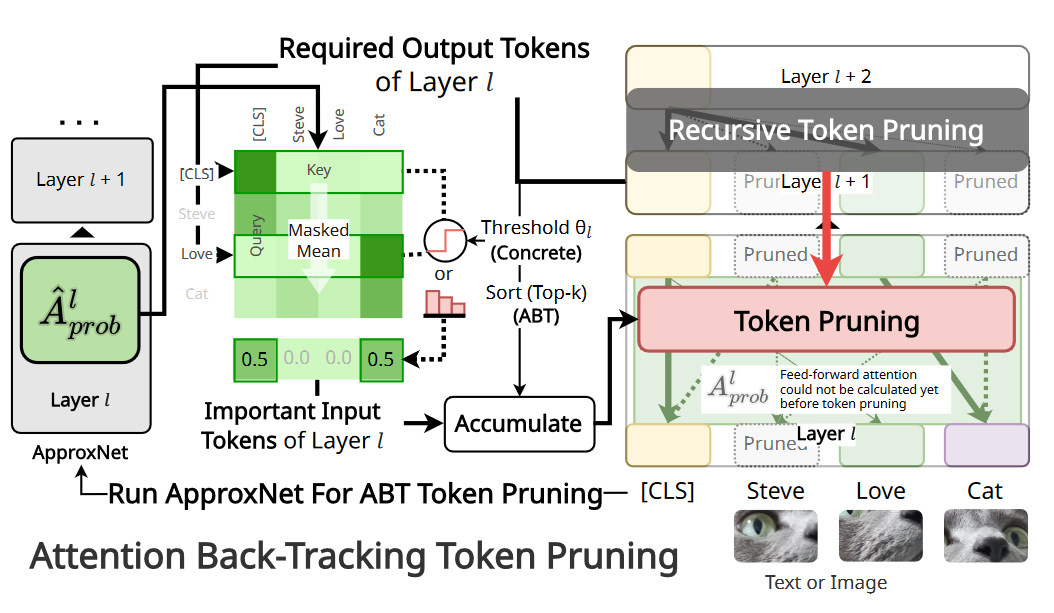 Required Output Tokens
of Layer l
Layer l + 2
Recursive Token Pruning
...
[CLS]
Steve
Love
Cat
Layer l + 1
[CLS]
Steve
Love
Cat
Key
Query
Masked
Mean
Threshold θl
(Concrete)
or
Sort (Top-k)
(ABT)
Layer l + 1
Pruned
Pruned
Pruned
Â^l_prob
Layer l
ApproxNet
0.5 0.0 0.0 0.5
Important Input
Tokens of Layer l
Accumulate
Token Pruning
A^l_prob
Feed-forward attention
could not be calculated yet
before token pruning
Pruned
Layer l
Run ApproxNet For ABT Token Pruning
[CLS] Steve Love Cat
Attention Back-Tracking Token Pruning
Text or Image